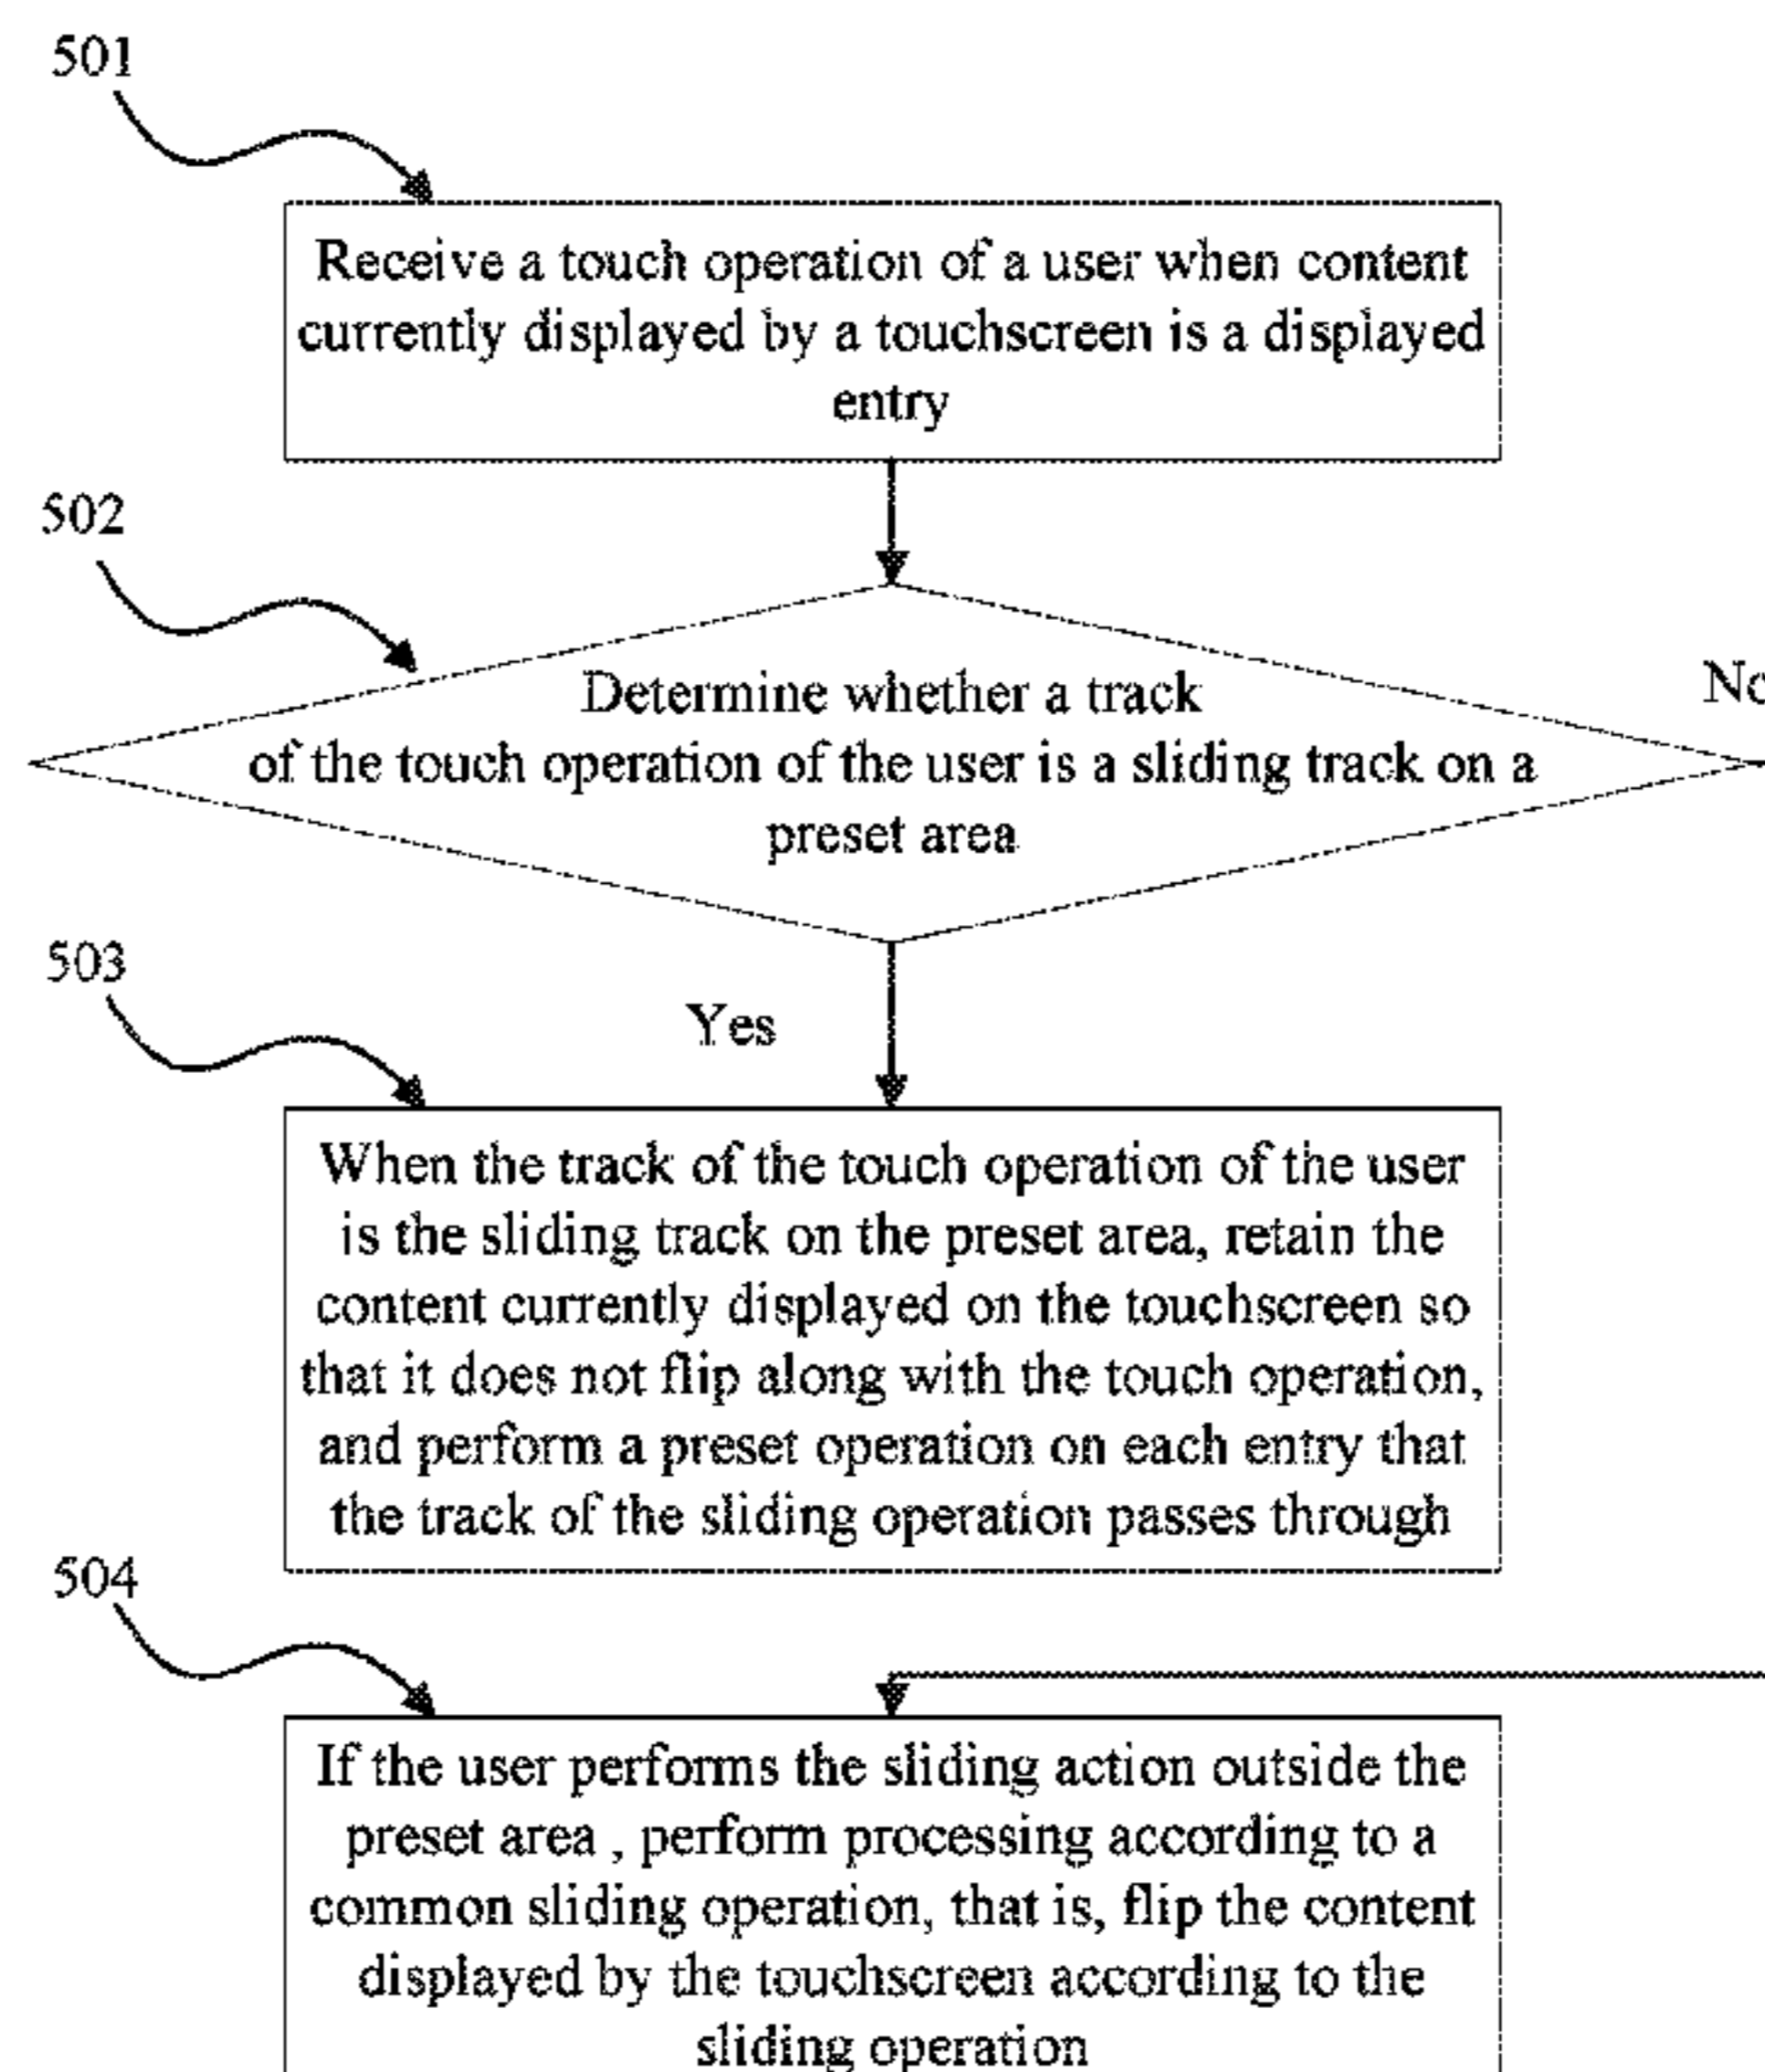 501
Receive a touch operation of a user when content
currently displayed by a touchscreen is a displayed
entry
502
Determine whether a track
of the touch operation of the user is a sliding track on a
preset area
No
503
Yes
When the track of the touch operation of the user
is the sliding track on the preset area, retain the
content currently displayed on the touchscreen so
that it does not flip along with the touch operation,
and perform a preset operation on each entry that
the track of the sliding operation passes through
504
If the user performs the sliding action outside the
preset area , perform processing according to a
common sliding operation, that is, flip the content
displayed by the touchscreen according to the
sliding operation